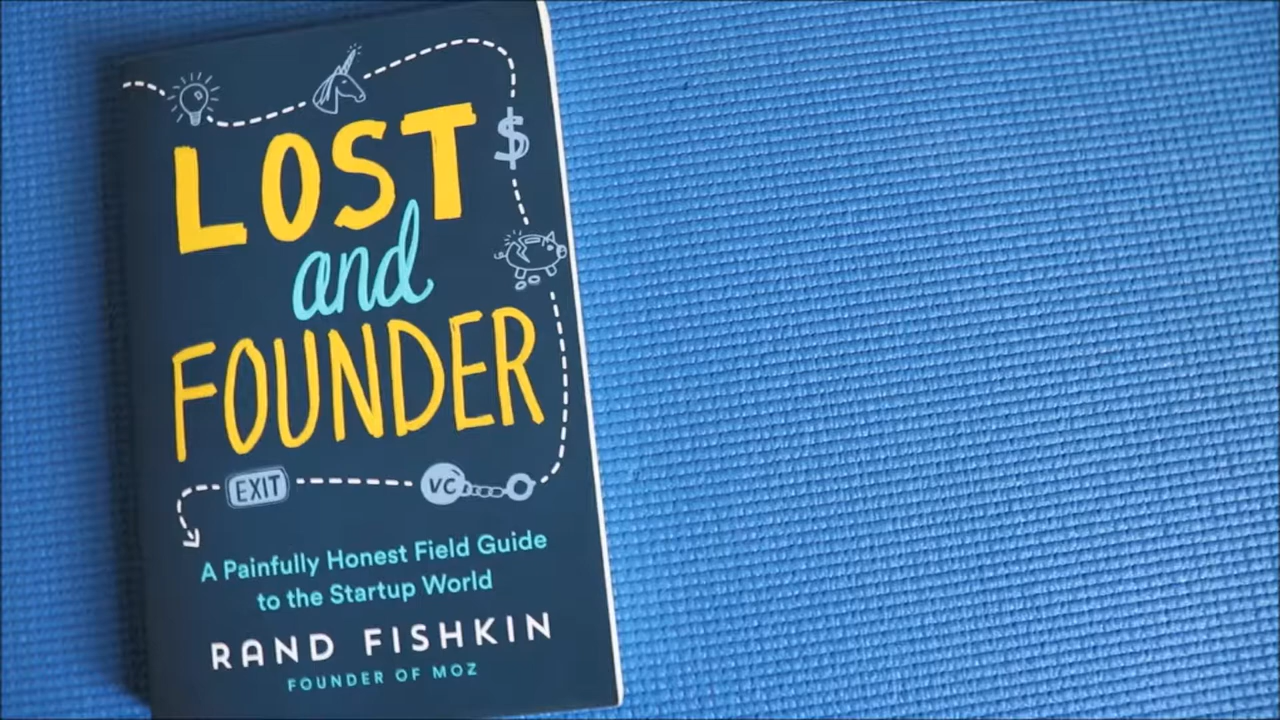 LOST
$
and
FOUNDER
EXIT
VC
A Painfully Honest Field Guide
to the Startup World
RAND FISHKIN
FOUNDER OF MOZ